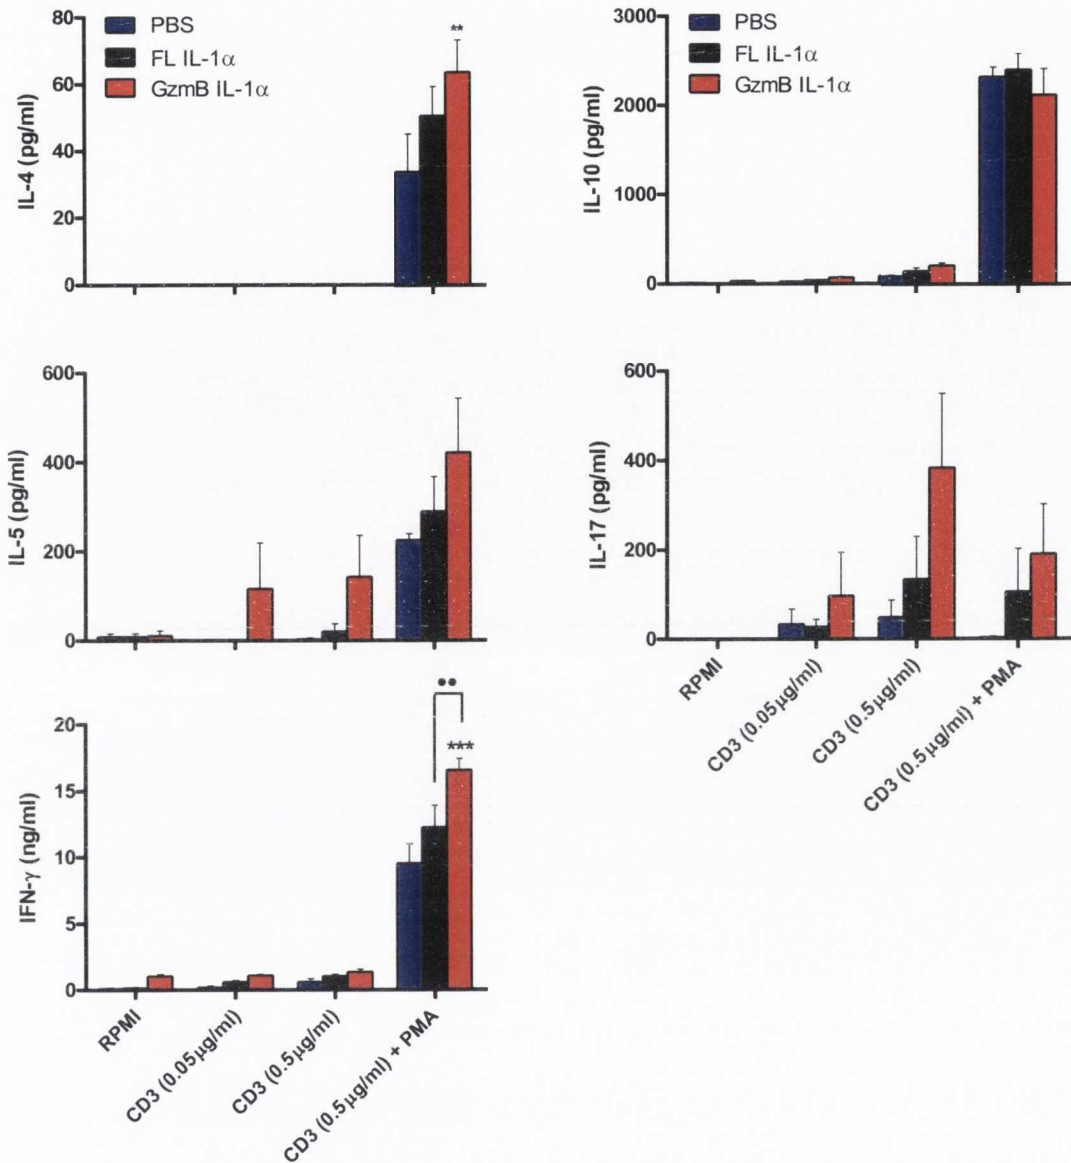 80
60
40
20
0
IL-4 (pg/ml)
PBS
FL IL-1α
GzmB IL-1α
**
3000
2000
1000
0
IL-10 (pg/ml)
PBS
FL IL-1α
GzmB IL-1α
600
400
200
0
IL-5 (pg/ml)
600
400
200
0
IL-17 (pg/ml)
RPMI
CD3 (0.05µg/ml)
CD3 (0.5µg/ml)
CD3 (0.5µg/ml) + PMA
20
15
10
5
0
IFN-γ (ng/ml)
••
***
RPMI
CD3 (0.05µg/ml)
CD3 (0.5µg/ml)
CD3 (0.5µg/ml) + PMA